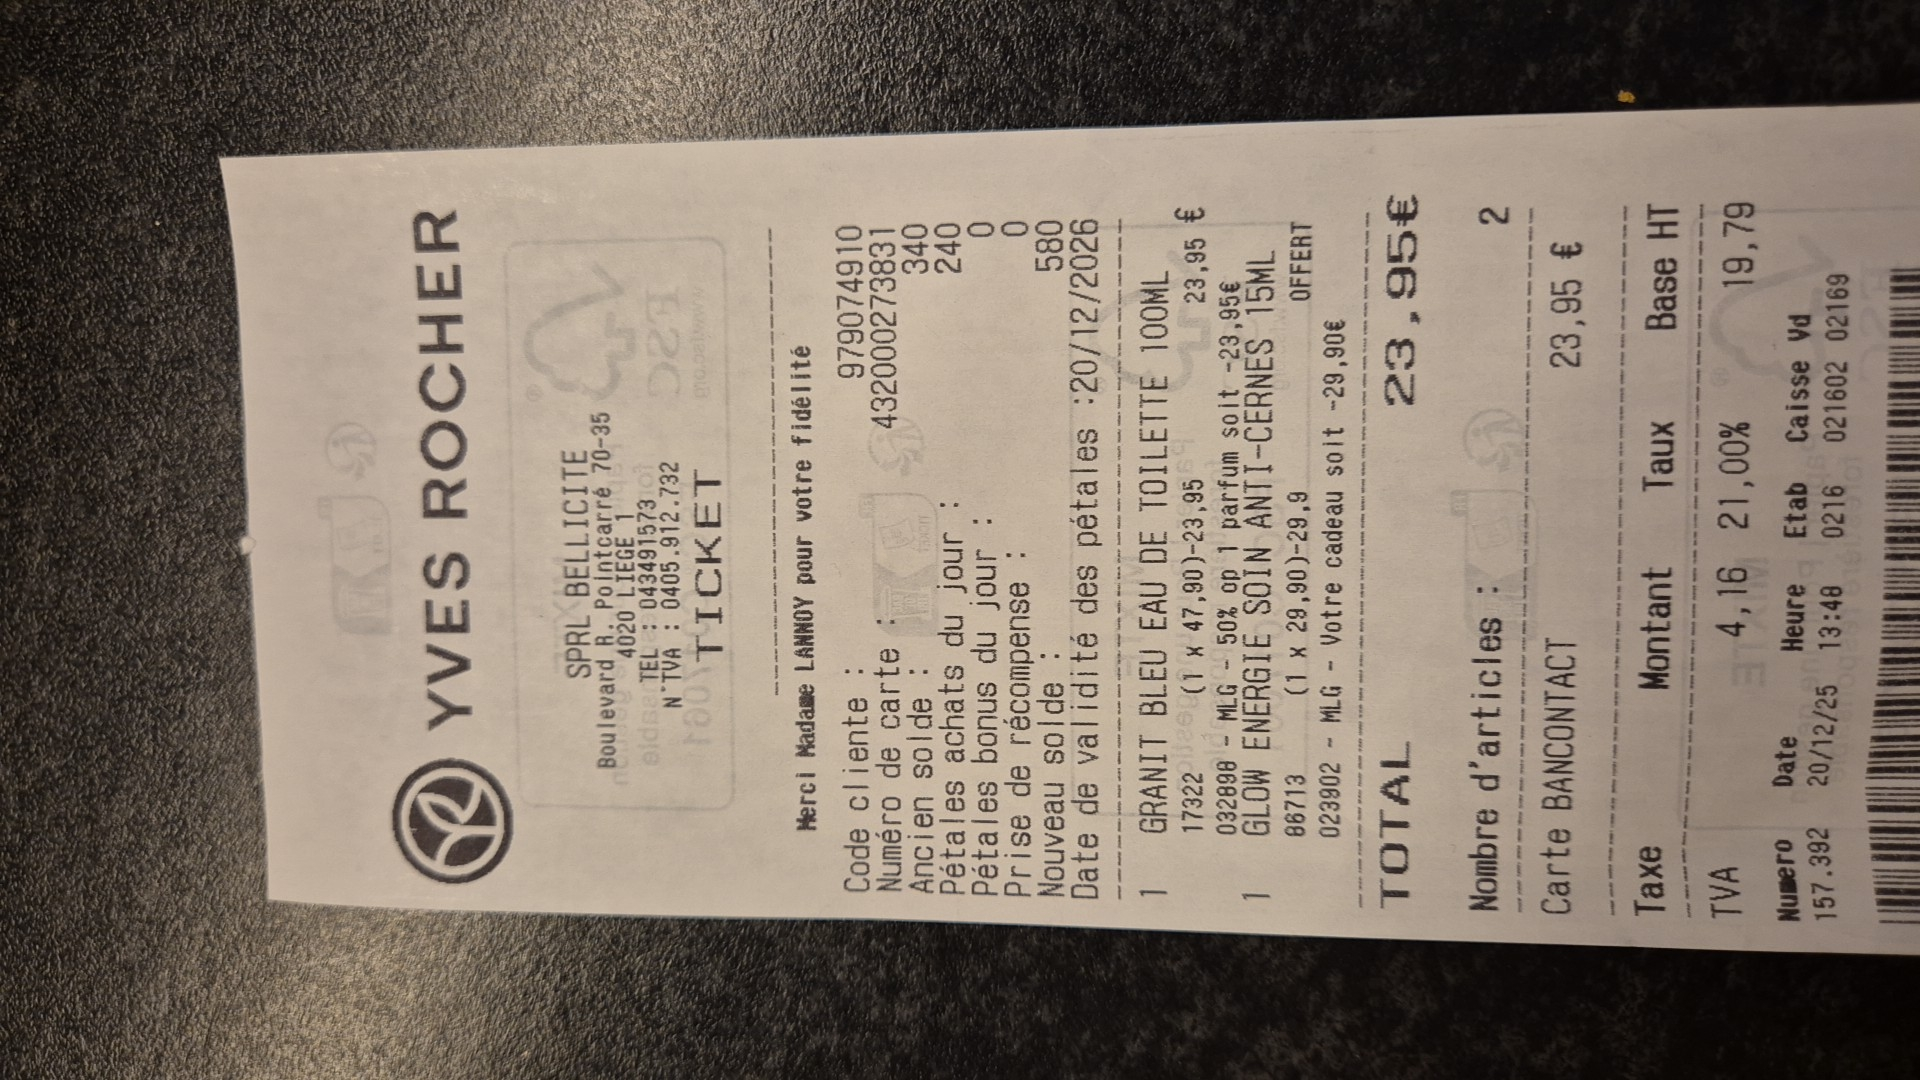 YVES ROCHER
SPRL BELLICITE
Boulevard R. Poincarré 70-35
4020 LIEGE 1
TEL : 043491573
N°TVA : 0405.912.732
TICKET
Merci Madame LANNOY pour votre fidélité
Code cliente : 979074910
Numéro de carte : 4320000273831
Ancien solde : 340
Pétales achats du jour : 240
Pétales bonus du jour : 0
Prise de récompense : 0
Nouveau solde : 580
Date de validité des pétales :20/12/2026
1 GRANIT BLEU EAU DE TOILETTE 100ML
17322 (1 x 47,90)-23,95 23,95 €
032898 - MLG - 50% op 1 parfum soit -23,95€
1 GLOW ENERGIE SOIN ANTI-CERNES 15ML
86713 (1 x 29,90)-29,9 OFFERT
023902 - MLG - Votre cadeau soit -29,90€
TOTAL 23,95€
Nombre d'articles : 2
Carte BANCONTACT 23,95 €
Taxe Montant Taux Base HT
TVA 4,16 21,00% 19,79
Numero Date Heure Etab Caisse Vd
157.392 20/12/25 13:48 0216 021602 02169